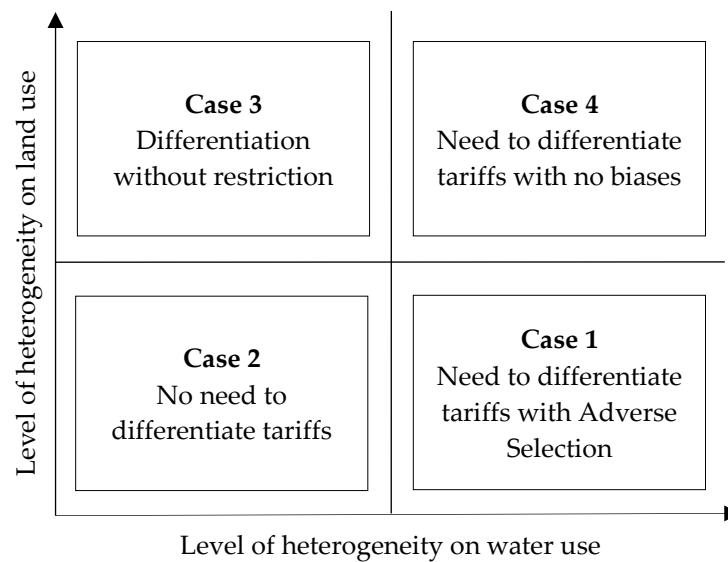 Level of heterogeneity on land use
Case 3
Differentiation
without restriction
Case 4
Need to differentiate
tariffs with no biases
Case 2
No need to
differentiate tariffs
Case 1
Need to differentiate
tariffs with Adverse
Selection
Level of heterogeneity on water use